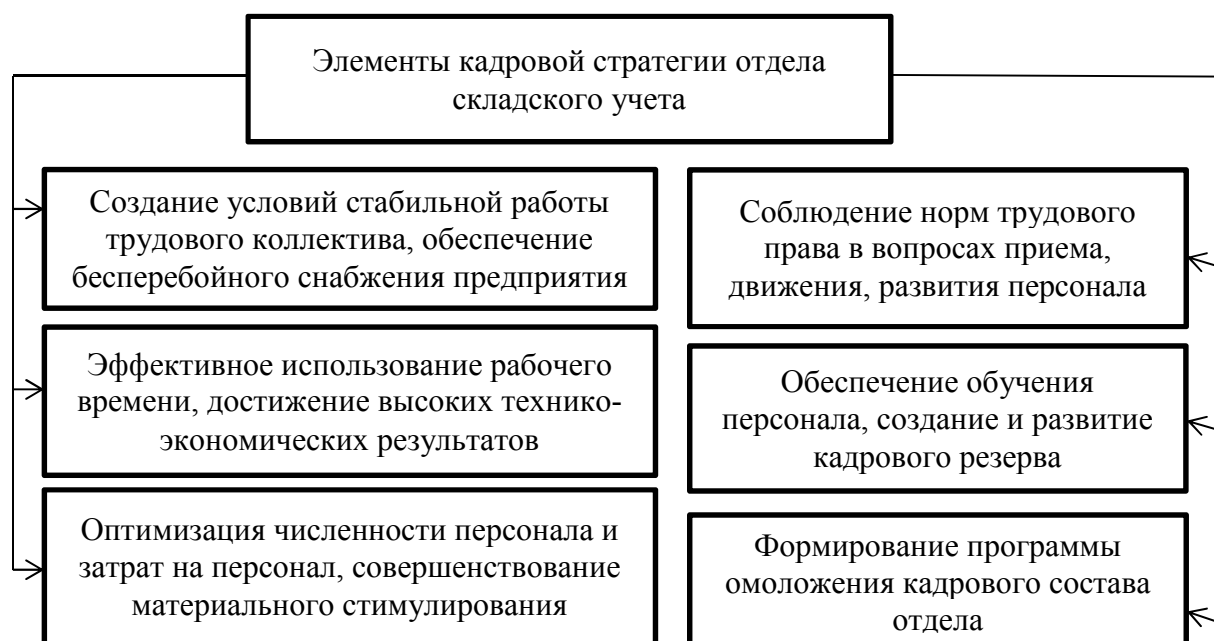 Элементы кадровой стратегии отдела
складского учета
Создание условий стабильной работы
трудового коллектива, обеспечение
бесперебойного снабжения предприятия
Эффективное использование рабочего
времени, достижение высоких технико-
экономических результатов
Оптимизация численности персонала и
затрат на персонал, совершенствование
материального стимулирования
Соблюдение норм трудового
права в вопросах приема,
движения, развития персонала
Обеспечение обучения
персонала, создание и развитие
кадрового резерва
Формирование программы
омоложения кадрового состава
отдела